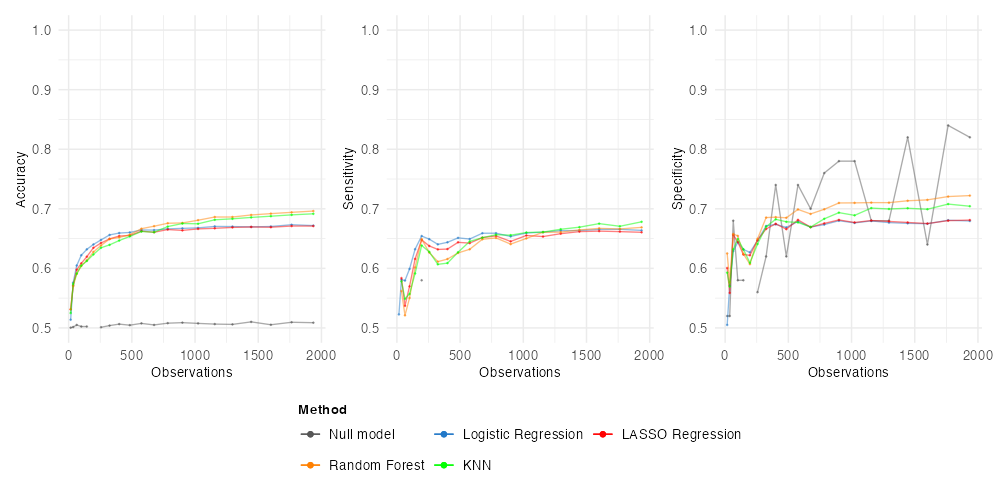 Accuracy
1.0
0.9
0.8
0.7
0.6
0.5
0 500 1000 1500 2000
Observations
Sensitivity
1.0
0.9
0.8
0.7
0.6
0.5
0 500 1000 1500 2000
Observations
Specificity
1.0
0.9
0.8
0.7
0.6
0.5
0 500 1000 1500 2000
Observations
Method
Null model Logistic Regression LASSO Regression
Random Forest KNN